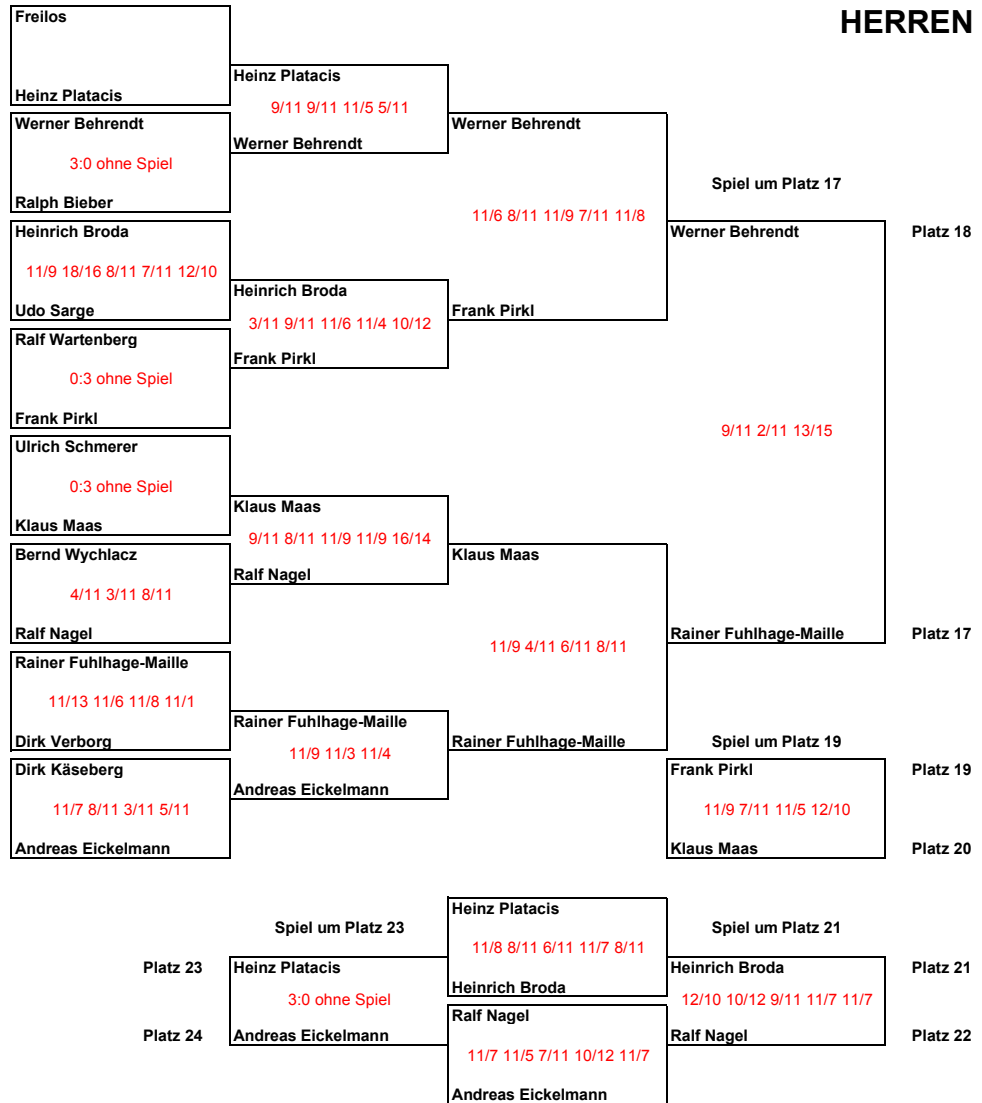 HERREN
Freilos
Heinz Platacis
Werner Behrendt
3:0 ohne Spiel
Ralph Bieber
Heinrich Broda
11/9 18/16 8/11 7/11 12/10
Udo Sarge
Ralf Wartenberg
0:3 ohne Spiel
Frank Pirkl
Ulrich Schmerer
0:3 ohne Spiel
Klaus Maas
Bernd Wychlacz
4/11 3/11 8/11
Ralf Nagel
Rainer Fuhlhage-Maille
11/13 11/6 11/8 11/1
Dirk Verborg
Dirk Käseberg
11/7 8/11 3/11 5/11
Andreas Eickelmann
Heinz Platacis
9/11 9/11 11/5 5/11
Werner Behrendt
Heinrich Broda
3/11 9/11 11/6 11/4 10/12
Frank Pirkl
Klaus Maas
9/11 8/11 11/9 11/9 16/14
Ralf Nagel
Rainer Fuhlhage-Maille
11/9 11/3 11/4
Andreas Eickelmann
Werner Behrendt
11/6 8/11 11/9 7/11 11/8
Frank Pirkl
Klaus Maas
11/9 4/11 6/11 8/11
Rainer Fuhlhage-Maille
Spiel um Platz 17
Werner Behrendt
Platz 18
9/11 2/11 13/15
Rainer Fuhlhage-Maille
Platz 17
Spiel um Platz 19
Frank Pirkl
Platz 19
11/9 7/11 11/5 12/10
Klaus Maas
Platz 20
Heinz Platacis
11/8 8/11 6/11 11/7 8/11
Heinrich Broda
Ralf Nagel
11/7 11/5 7/11 10/12 11/7
Andreas Eickelmann
Spiel um Platz 23
Platz 23
Heinz Platacis
3:0 ohne Spiel
Platz 24
Andreas Eickelmann
Spiel um Platz 21
Heinrich Broda
Platz 21
12/10 10/12 9/11 11/7 11/7
Ralf Nagel
Platz 22